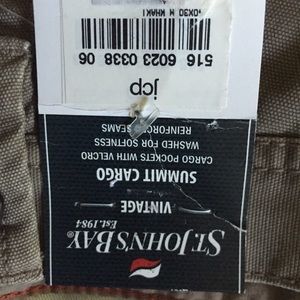 516 6023 0338 06
jcp
ST. JOHN'S BAY®
Est. 1984
VINTAGE
SUMMIT CARGO
CARGO POCKETS WITH VELCRO
WASHED FOR SOFTNESS
REINFORCED SEAMS